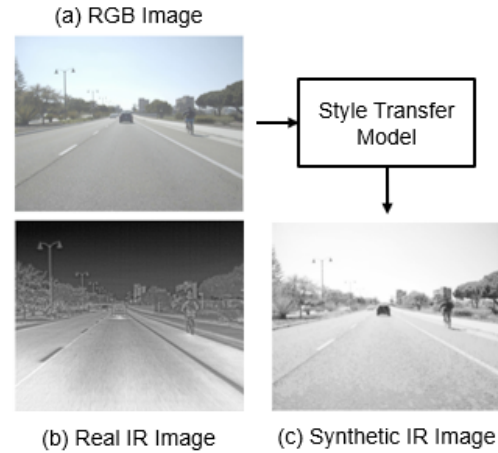 (a) RGB Image
Style Transfer
Model
(b) Real IR Image
(c) Synthetic IR Image